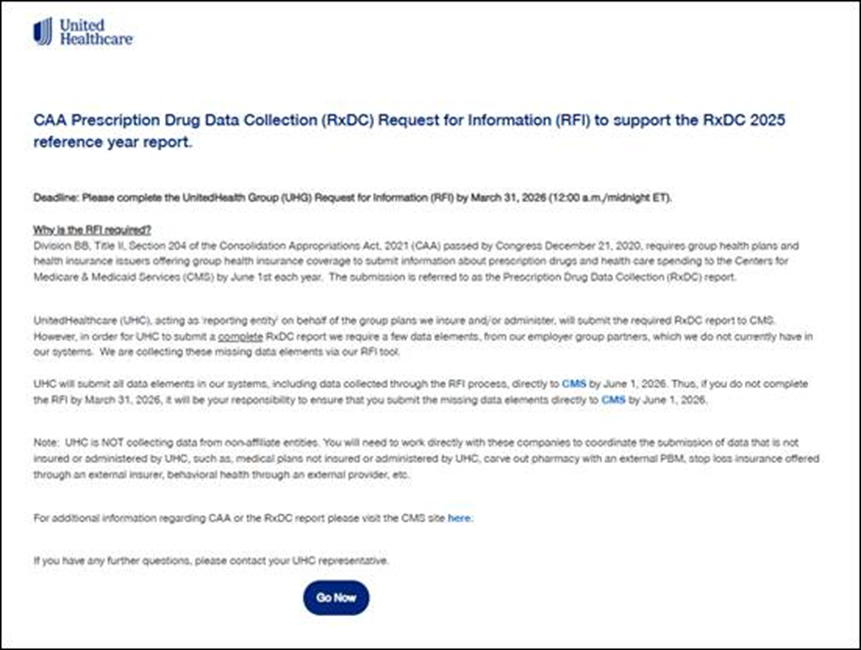 United
Healthcare
CAA Prescription Drug Data Collection (RxDC) Request for Information (RFI) to support the RxDC 2025
reference year report.
Deadline: Please complete the UnitedHealth Group (UHG) Request for Information (RFI) by March 31, 2026 (12:00 a.m./midnight ET).
Why is the RFI required?
Division BB, Title II, Section 204 of the Consolidation Appropriations Act, 2021 (CAA) passed by Congress December 21, 2020, requires group health plans and
health insurance issuers offering group health insurance coverage to submit information about prescription drugs and health care spending to the Centers for
Medicare & Medicaid Services (CMS) by June 1st each year. The submission is referred to as the Prescription Drug Data Collection (RxDC) report.
UnitedHealthcare (UHC), acting as 'reporting entity' on behalf of the group plans we insure and/or administer, will submit the required RxDC report to CMS.
However, in order for UHC to submit a complete RxDC report we require a few data elements, from our employer group partners, which we do not currently have in
our systems. We are collecting these missing data elements via our RFI tool.
UHC will submit all data elements in our systems, including data collected through the RFI process, directly to CMS by June 1, 2026. Thus, if you do not complete
the RFI by March 31, 2026, it will be your responsibility to ensure that you submit the missing data elements directly to CMS by June 1, 2026.
Note: UHC is NOT collecting data from non-affiliate entities. You will need to work directly with these companies to coordinate the submission of data that is not
insured or administered by UHC, such as, medical plans not insured or administered by UHC, carve out pharmacy with an external PBM, stop loss insurance offered
through an external insurer, behavioral health through an external provider, etc.
For additional information regarding CAA or the RxDC report please visit the CMS site here:
If you have any further questions, please contact your UHC representative.
Go Now